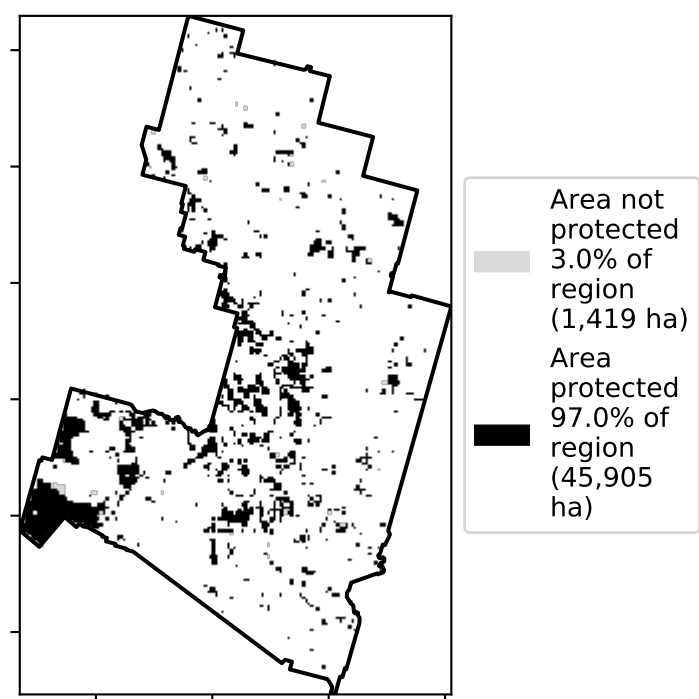 Area not
protected
3.0% of
region
(1,419 ha)
Area
protected
97.0% of
region
(45,905
ha)